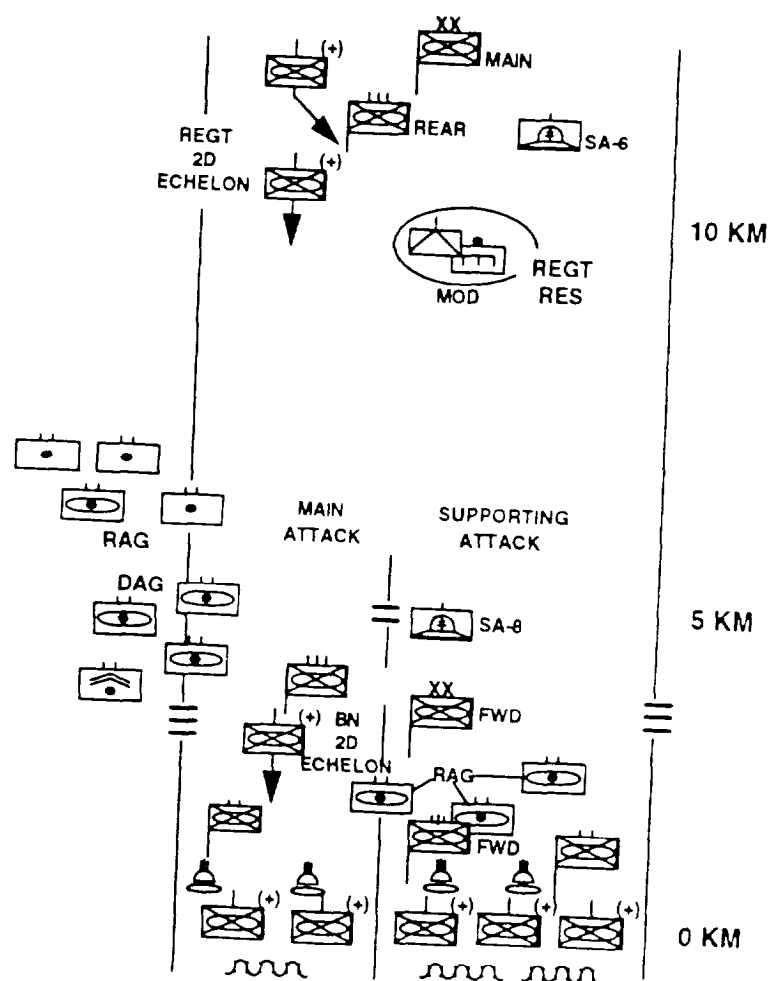 XX
(+)
MAIN
REAR
SA-6
REGT
2D
ECHELON
(+)
10 KM
REGT
RES
MOD
MAIN
ATTACK
SUPPORTING
ATTACK
RAG
DAG
5 KM
SA-8
XX
FWD
(+)
BN
2D
ECHELON
RAG
FWD
(+)
(+)
(+)
(+)
(+)
0 KM